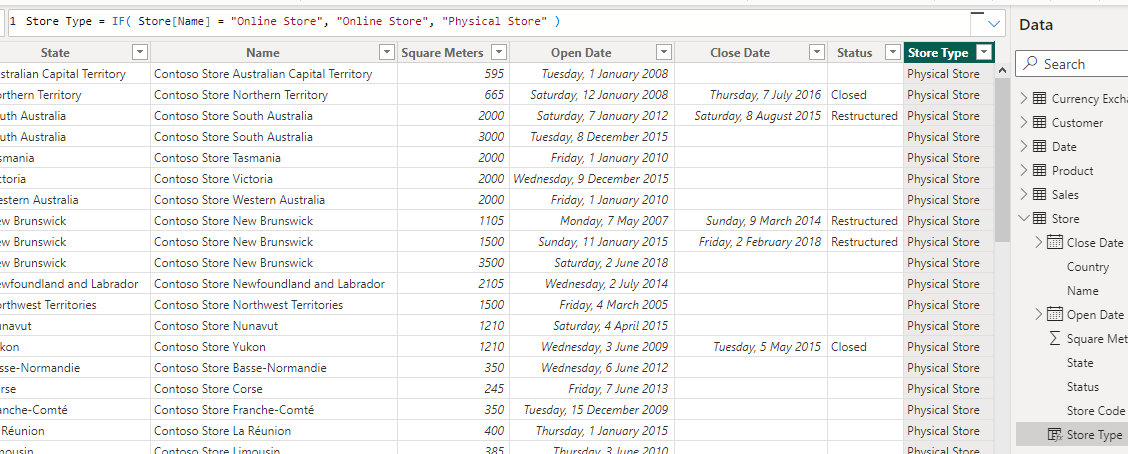 1 Store Type = IF( Store[Name] = "Online Store", "Online Store", "Physical Store" )
State Name Square Meters Open Date Close Date Status Store Type
stralian Capital Territory Contoso Store Australian Capital Territory 595 Tuesday, 1 January 2008 Physical Store
orthern Territory Contoso Store Northern Territory 665 Saturday, 12 January 2008 Thursday, 7 July 2016 Closed Physical Store
uth Australia Contoso Store South Australia 2000 Saturday, 7 January 2012 Saturday, 8 August 2015 Restructured Physical Store
uth Australia Contoso Store South Australia 3000 Tuesday, 8 December 2015 Physical Store
smania Contoso Store Tasmania 2000 Friday, 1 January 2010 Physical Store
toria Contoso Store Victoria 2000 Wednesday, 9 December 2015 Physical Store
estern Australia Contoso Store Western Australia 2000 Friday, 1 January 2010 Physical Store
ew Brunswick Contoso Store New Brunswick 1105 Monday, 7 May 2007 Sunday, 9 March 2014 Restructured Physical Store
ew Brunswick Contoso Store New Brunswick 1500 Sunday, 11 January 2015 Friday, 2 February 2018 Restructured Physical Store
ew Brunswick Contoso Store New Brunswick 3500 Saturday, 2 June 2018 Physical Store
ewfoundland and Labrador Contoso Store Newfoundland and Labrador 2105 Wednesday, 2 July 2014 Physical Store
orthwest Territories Contoso Store Northwest Territories 1500 Friday, 4 March 2005 Physical Store
unavut Contoso Store Nunavut 1210 Saturday, 4 April 2015 Physical Store
kon Contoso Store Yukon 1210 Wednesday, 3 June 2009 Tuesday, 5 May 2015 Closed Physical Store
sse-Normandie Contoso Store Basse-Normandie 350 Wednesday, 6 June 2012 Physical Store
rse Contoso Store Corse 245 Friday, 7 June 2013 Physical Store
anche-Comté Contoso Store Franche-Comté 350 Tuesday, 15 December 2009 Physical Store
Réunion Contoso Store La Réunion 400 Thursday, 1 January 2015 Physical Store
mousin Contoso Store Limousin 385 Thursday, 3 June 2010 Physical Store
Data
Search
Currency Excha
Customer
Date
Product
Sales
Store
Close Date
Country
Name
Open Date
Square Met
State
Status
Store Code
Store Type